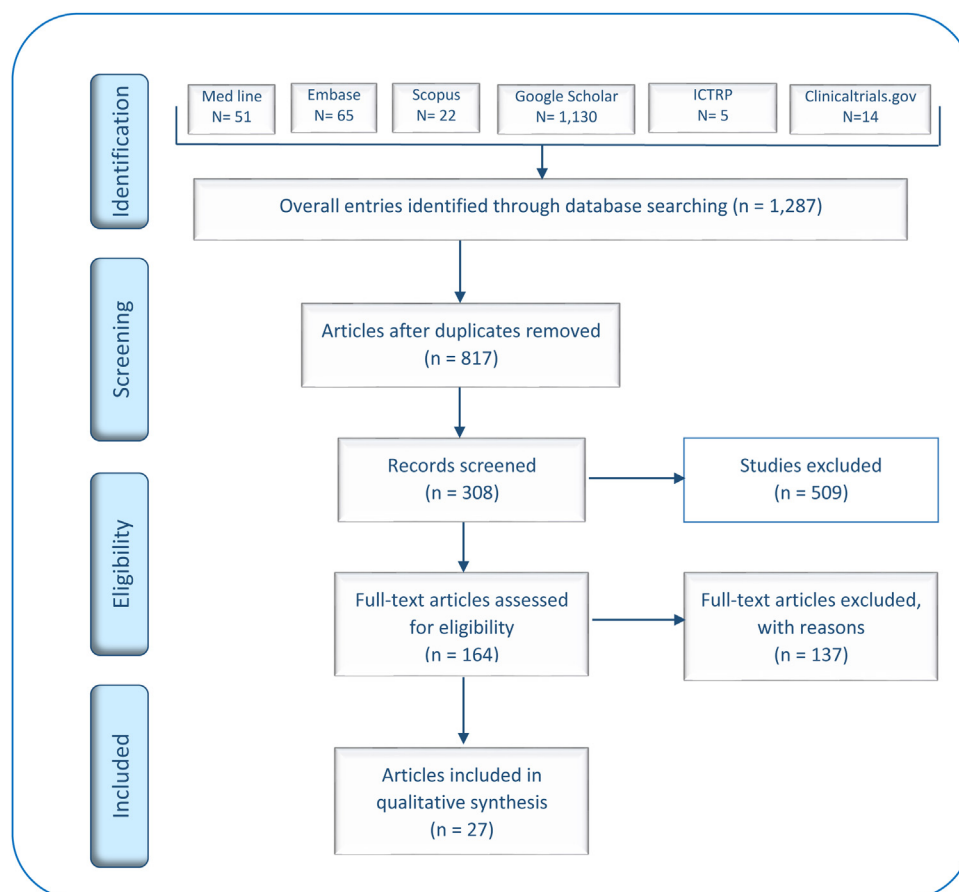 Identification
Med line
N= 51
Embase
N= 65
Scopus
N= 22
Google Scholar
N= 1,130
ICTRP
N= 5
Clinicaltrials.gov
N=14
Overall entries identified through database searching (n = 1,287)
Screening
Articles after duplicates removed
(n = 817)
Records screened
(n = 308)
Studies excluded
(n = 509)
Eligibility
Full-text articles assessed
for eligibility
(n = 164)
Full-text articles excluded,
with reasons
(n = 137)
Included
Articles included in
qualitative synthesis
(n = 27)